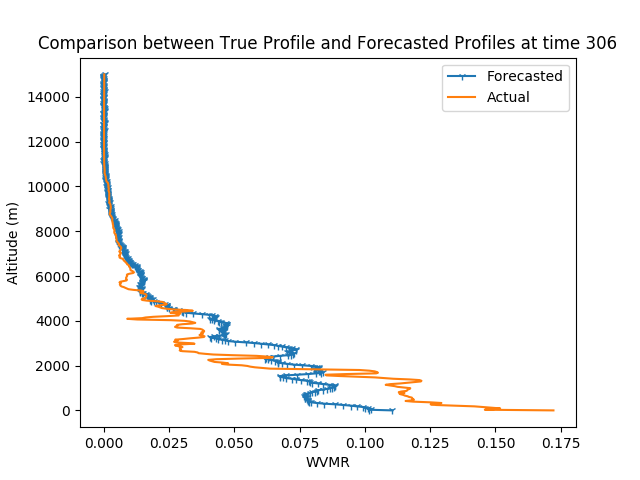 Comparison between True Profile and Forecasted Profiles at time 306
Forecasted
Actual
14000
12000
10000
8000
6000
4000
2000
0
Altitude (m)
0.000 0.025 0.050 0.075 0.100 0.125 0.150 0.175
WVMR